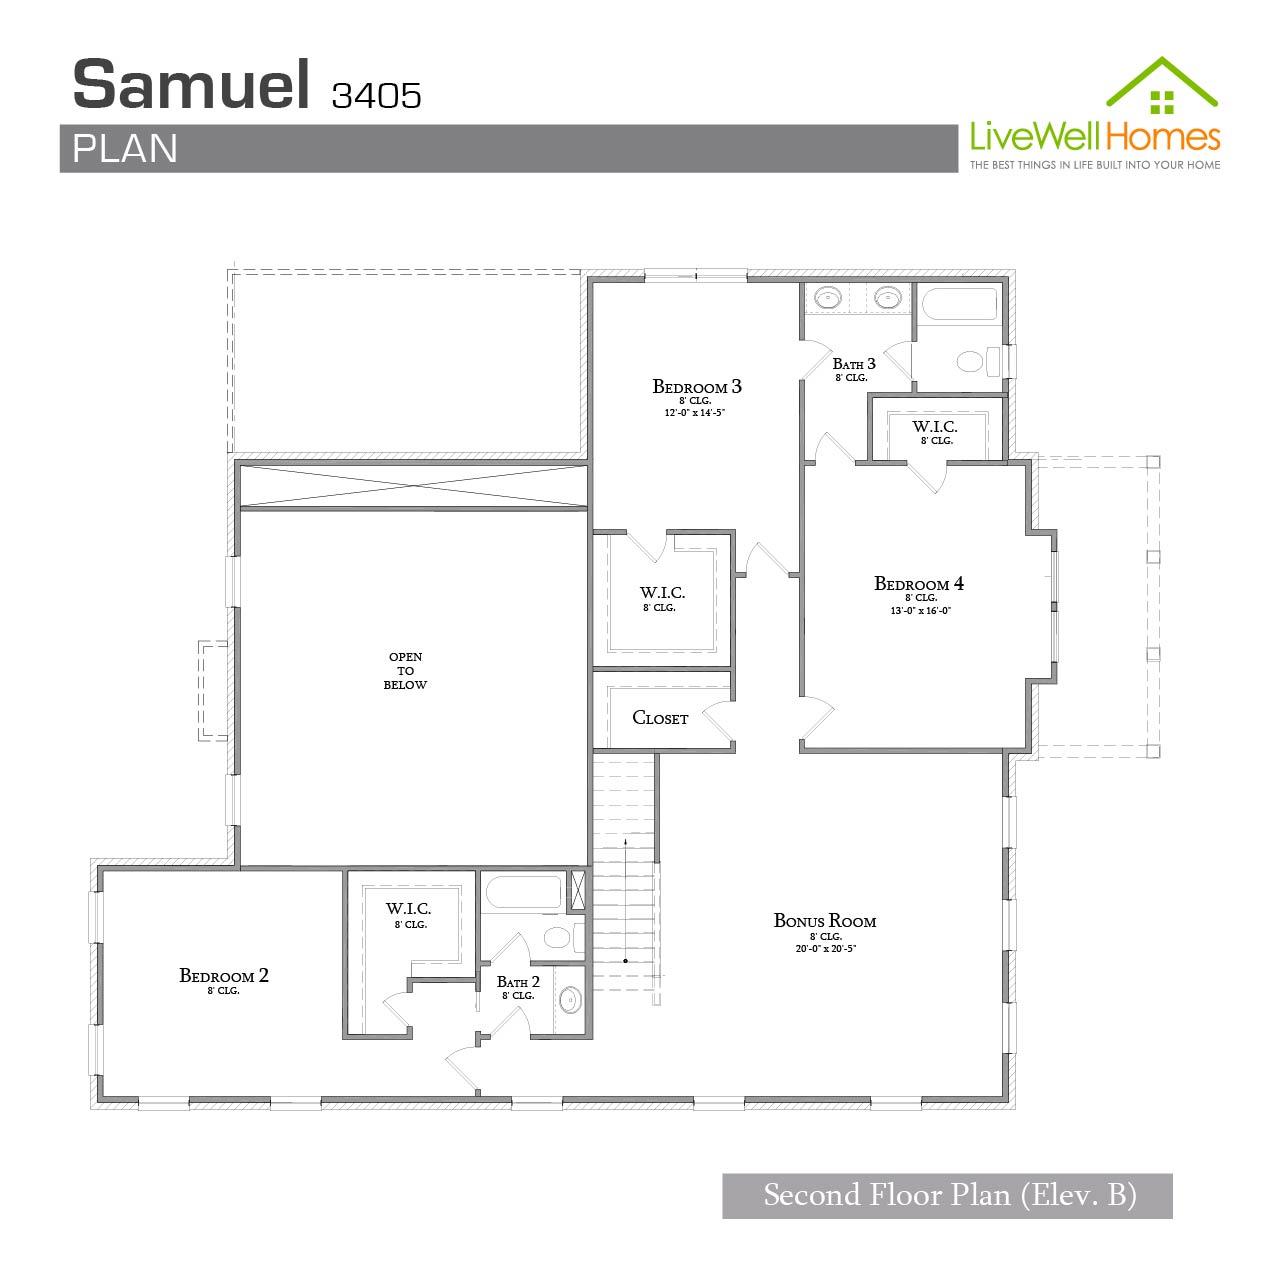 Samuel 3405
PLAN
LiveWell Homes
THE BEST THINGS IN LIFE BUILT INTO YOUR HOME
BEDROOM 3
8' CLG.
12'-0" x 14'-5"
BATH 3
8' CLG.
W.I.C.
8' CLG.
W.I.C.
8' CLG.
BEDROOM 4
8' CLG.
13'-0" x 16'-0"
OPEN
TO
BELOW
CLOSET
W.I.C.
8' CLG.
BONUS ROOM
8' CLG.
20'-0" x 20'-5"
BEDROOM 2
8' CLG.
BATH 2
8' CLG.
Second Floor Plan (Elev. B)